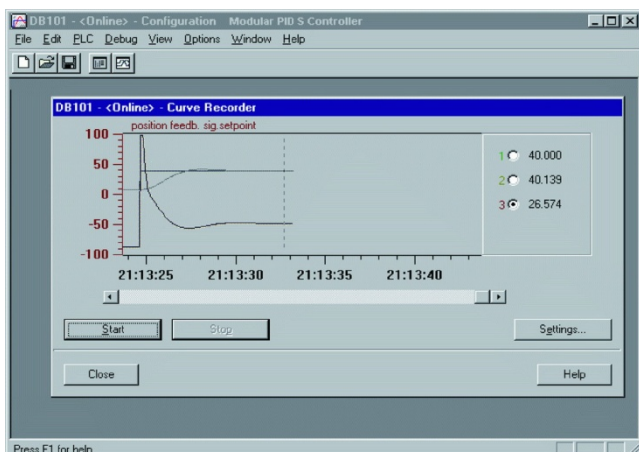 DB101 - <Online> - Configuration Modular PID S Controller
File Edit PLC Debug View Options Window Help
DB101 - <Online> - Curve Recorder
position feedb. sig.setpoint
100
50
0
-50
-100
21:13:25 21:13:30 21:13:35 21:13:40
1 40.000
2 40.139
3 26.574
Start Stop Settings...
Close Help
Press F1 for help